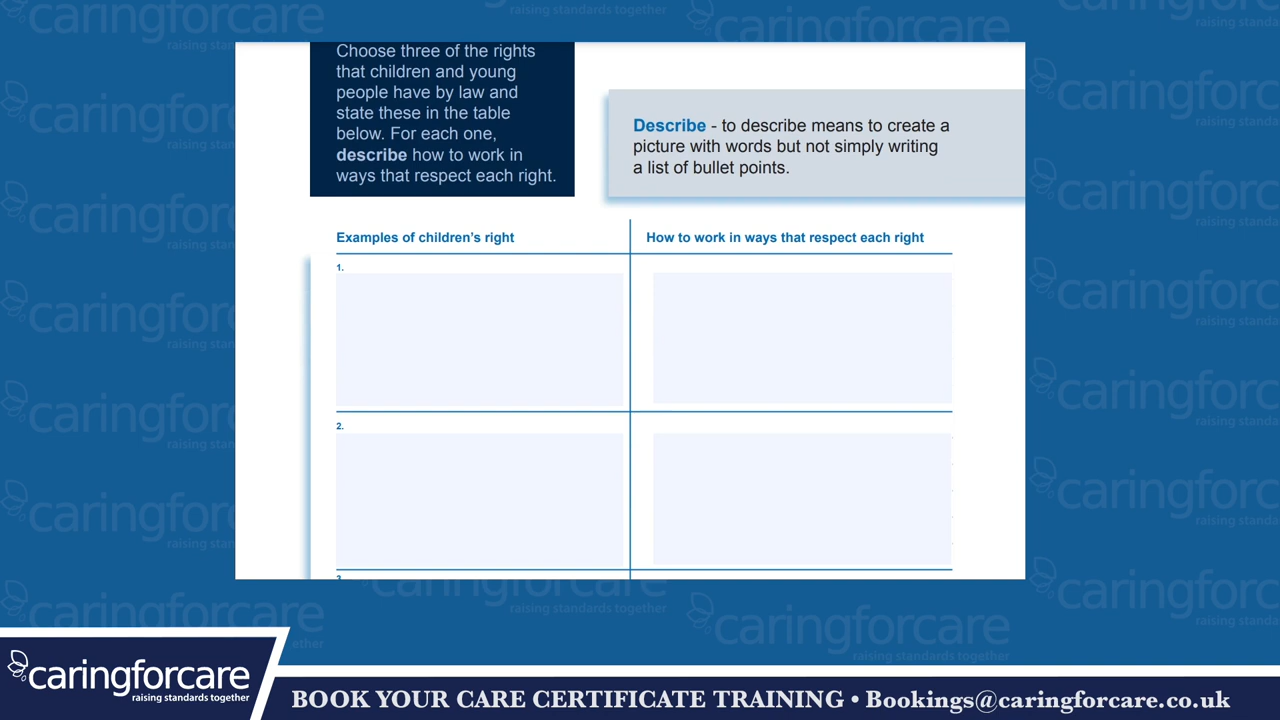 Choose three of the rights
that children and young
people have by law and
state these in the table
below. For each one,
describe how to work in
ways that respect each right.
Describe - to describe means to create a
picture with words but not simply writing
a list of bullet points.
Examples of children's right
How to work in ways that respect each right
1.
2.
caringforcare
raising standards together
BOOK YOUR CARE CERTIFICATE TRAINING • Bookings@caringforcare.co.uk